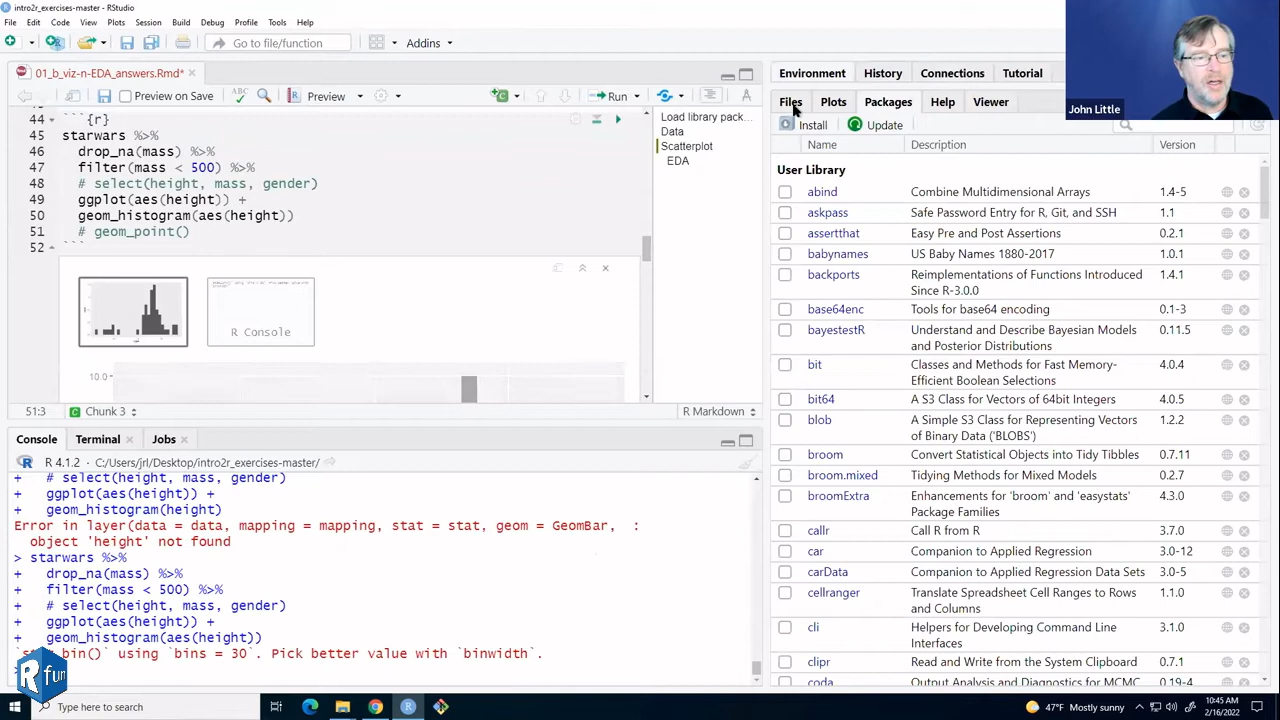 intro2r_exercises-master - RStudio
File Edit Code View Plots Session Build Debug Profile Tools Help
Go to file/function
Addins
John Little
01_b_viz-n-EDA_answers.Rmd*
Preview on Save
Preview
Run
44 ```{r}
45 starwars %>%
46 drop_na(mass) %>%
47 filter(mass < 500) %>%
48 # select(height, mass, gender)
49 ggplot(aes(height)) +
50 geom_histogram(aes(height))
51 # geom_point()
52 ```
R Console
10.0
Load library pack...
Data
Scatterplot
EDA
51:3
Chunk 3
R Markdown
Console Terminal Jobs
R 4.1.2 · C:/Users/jrl/Desktop/intro2r_exercises-master/
+ # select(height, mass, gender)
+ ggplot(aes(height)) +
+ geom_histogram(height)
Error in layer(data = data, mapping = mapping, stat = stat, geom = GeomBar, :
object 'height' not found
> starwars %>%
+ drop_na(mass) %>%
+ filter(mass < 500) %>%
+ # select(height, mass, gender)
+ ggplot(aes(height)) +
+ geom_histogram(aes(height))
bin()` using `bins = 30`. Pick better value with `binwidth`.
R fun
Environment History Connections Tutorial
Files Plots Packages Help Viewer
Install Update
Name Description Version
User Library
abind Combine Multidimensional Arrays 1.4-5
askpass Safe Password Entry for R, Git, and SSH 1.1
assertthat Easy Pre and Post Assertions 0.2.1
babynames US Baby Names 1880-2017 1.0.1
backports Reimplementations of Functions Introduced 1.4.1
Since R-3.0.0
base64enc Tools for base64 encoding 0.1-3
bayestestR Understand and Describe Bayesian Models 0.11.5
and Posterior Distributions
bit Classes and Methods for Fast Memory- 4.0.4
Efficient Boolean Selections
bit64 A S3 Class for Vectors of 64bit Integers 4.0.5
blob A Simple S3 Class for Representing Vectors 1.2.2
of Binary Data ('BLOBS')
broom Convert Statistical Objects into Tidy Tibbles 0.7.11
broom.mixed Tidying Methods for Mixed Models 0.2.7
broomExtra Enhancements for 'broom' and 'easystats' 4.3.0
Package Families
callr Call R from R 3.7.0
car Companion to Applied Regression 3.0-12
carData Companion to Applied Regression Data Sets 3.0-5
cellranger Translate Spreadsheet Cell Ranges to Rows 1.1.0
and Columns
cli Helpers for Developing Command Line 3.1.0
Interfaces
clipr Read and Write from the System Clipboard 0.7.1
coda Output Analysis and Diagnostics for MCMC 0.19-4
Type here to search
47°F Mostly sunny
10:45 AM
2/16/2022